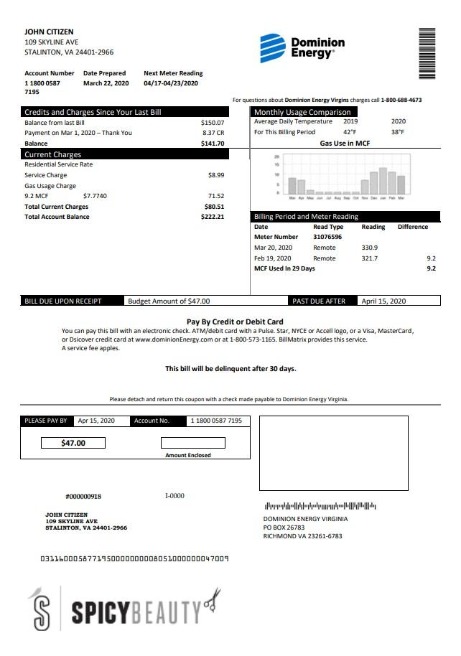 JOHN CITIZEN
109 SKYLINE AVE
STALINTON, VA 24401-2966
Dominion
Energy®
Account Number Date Prepared Next Meter Reading
1 1800 0587 March 22, 2020 04/17-04/23/2020
7195
For questions about Dominion Energy Virgins charges call 1-800-688-4673
Credits and Charges Since Your Last Bill
Balance from last Bill $150.07
Payment on Mar 1, 2020 – Thank You 8.37 CR
Balance $141.70
Current Charges
Residential Service Rate
Service Charge $8.99
Gas Usage Charge
9.2 MCF $7.7740 71.52
Total Current Charges $80.51
Total Account Balance $222.21
Monthly Usage Comparison
Average Daily Temperature 2019 2020
For This Billing Period 42°F 38°F
Gas Use in MCF
Billing Period and Meter Reading
Date Read Type Reading Difference
Meter Number 31076596
Mar 20, 2020 Remote 330.9
Feb 19, 2020 Remote 321.7 9.2
MCF Used in 29 Days 9.2
BILL DUE UPON RECEIPT Budget Amount of $47.00 PAST DUE AFTER April 15, 2020
Pay By Credit or Debit Card
You can pay this bill with an electronic check. ATM/debit card with a Pulse. Star, NYCE or Accell logo, or a Visa, MasterCard,
or Dsicover credit card at www.dominionEnergy.com or at 1-800-573-1165. BillMatrix provides this service.
A service fee applies.
This bill will be delinquent after 30 days.
Please detach and return this coupon with a check made payable to Dominion Energy Virginia.
PLEASE PAY BY Apr 15, 2020 Account No. 1 1800 0587 7195
$47.00
Amount Enclosed
#000000918 I-0000
JOHN CITIZEN
109 SKYLINE AVE
STALINTON, VA 24401-2966
DOMINION ENERGY VIRGINIA
PO BOX 26783
RICHMOND VA 23261-6783
SPICYBEAUTY